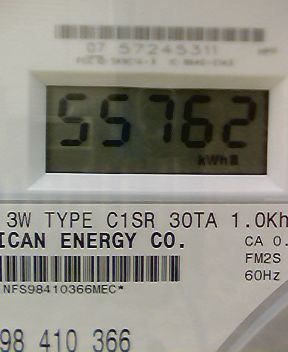 07 57245311
55762
kWh
3W TYPE C1SR 30TA 1.0Kh
ICAN ENERGY CO.
CA 0.
FM2S
60Hz
NFS98410366MEC*
98 410 366